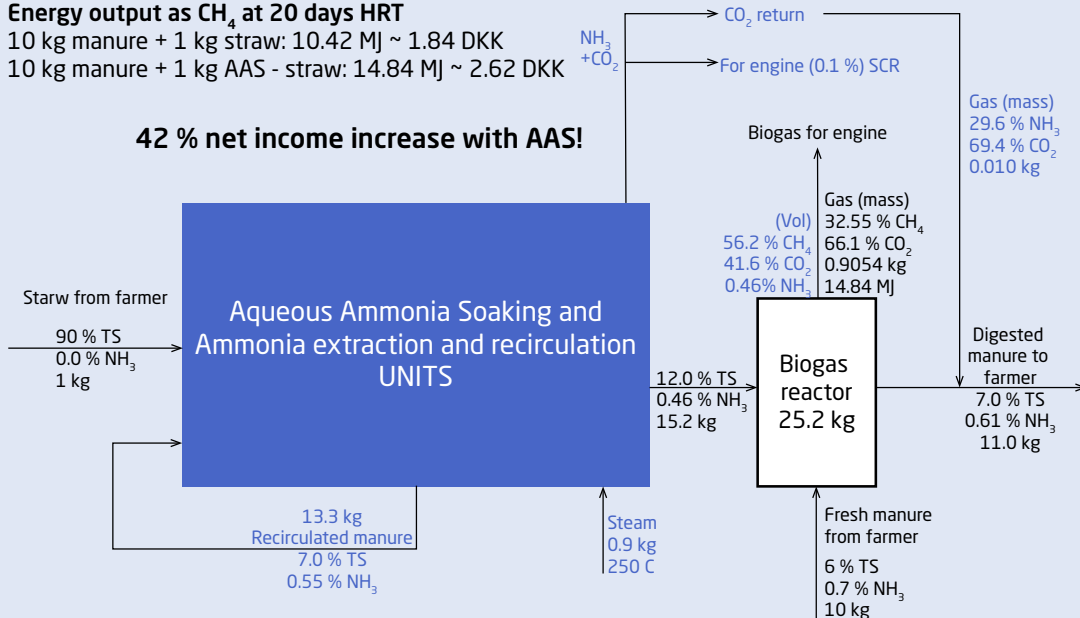 Energy output as CH₄ at 20 days HRT
10 kg manure + 1 kg straw: 10.42 MJ ~ 1.84 DKK
10 kg manure + 1 kg AAS - straw: 14.84 MJ ~ 2.62 DKK
42 % net income increase with AAS!
NH₃
+CO₂
CO₂ return
For engine (0.1 %) SCR
Gas (mass)
29.6 % NH₃
69.4 % CO₂
0.010 kg
Biogas for engine
(Vol)
56.2 % CH₄
41.6 % CO₂
0.46% NH₃
Gas (mass)
32.55 % CH₄
66.1 % CO₂
0.9054 kg
14.84 MJ
Starw from farmer
90 % TS
0.0 % NH₃
1 kg
Aqueous Ammonia Soaking and
Ammonia extraction and recirculation
UNITS
12.0 % TS
0.46 % NH₃
15.2 kg
Biogas
reactor
25.2 kg
Digested
manure to
farmer
7.0 % TS
0.61 % NH₃
11.0 kg
13.3 kg
Recirculated manure
7.0 % TS
0.55 % NH₃
Steam
0.9 kg
250 C
Fresh manure
from farmer
6 % TS
0.7 % NH₃
10 kg